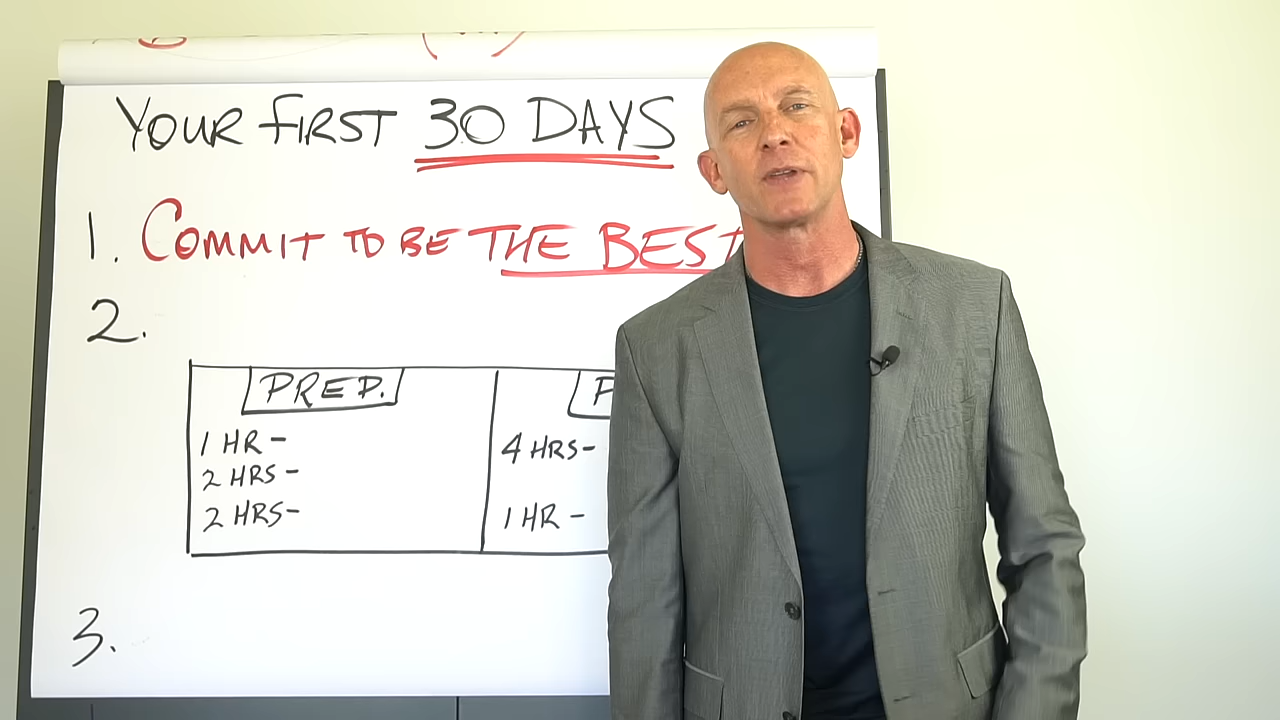 YOUR FIRST 30 DAYS
1. COMMIT TO BE THE BEST
2.
PREP.
1 HR -
2 HRS -
2 HRS-
P
4 HRS-
1 HR -
3.